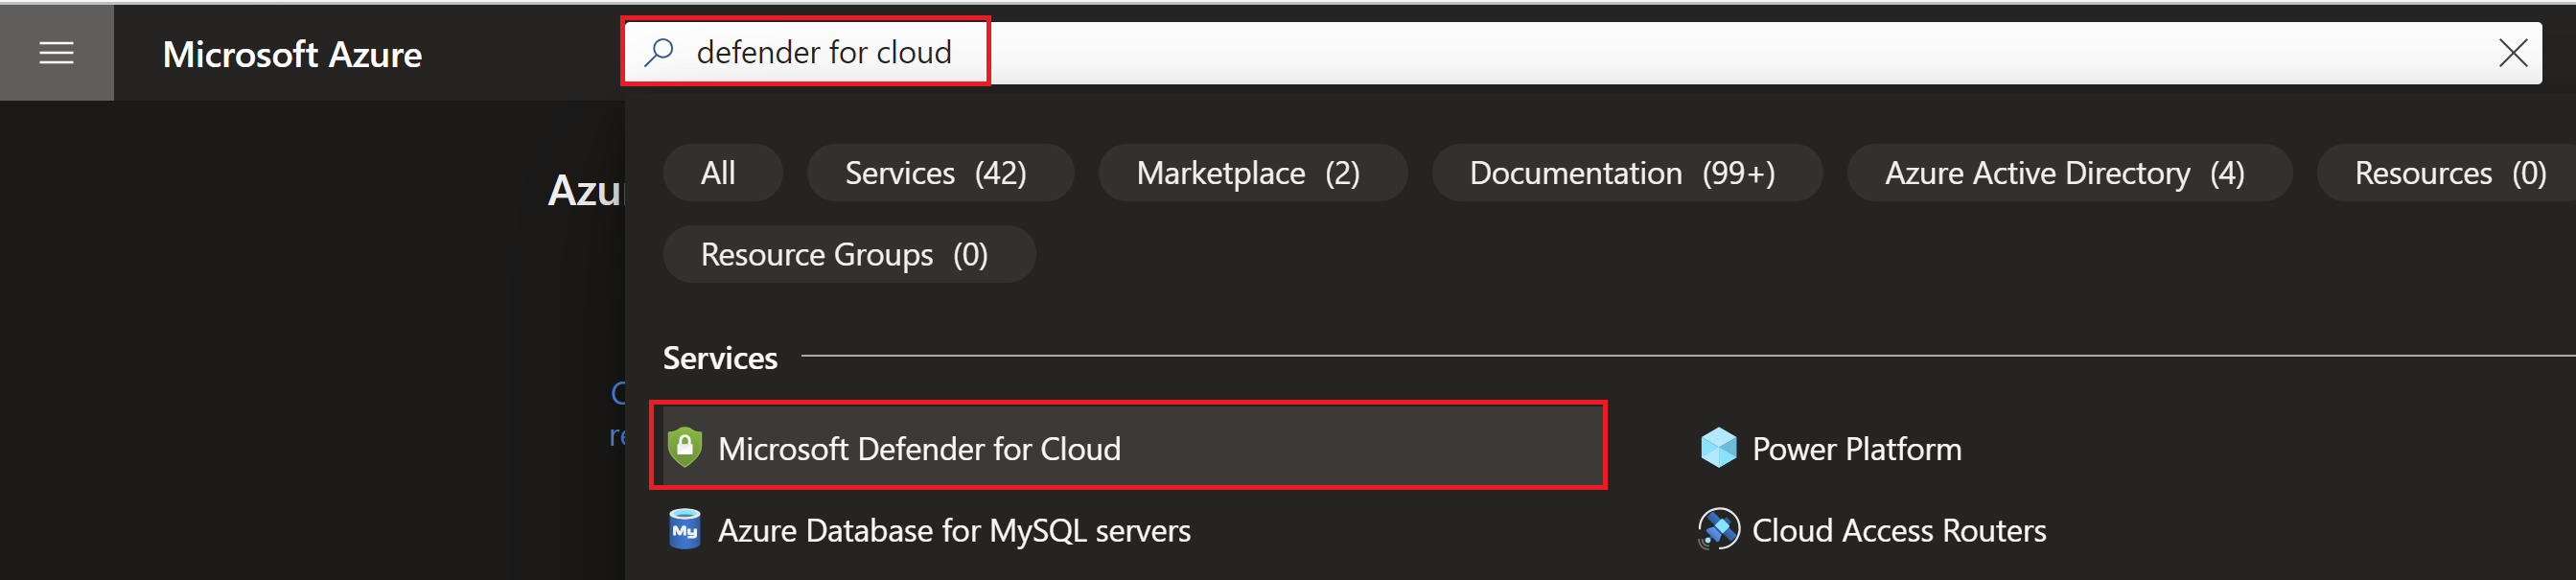 Microsoft Azure
defender for cloud
All Services (42) Marketplace (2) Documentation (99+) Azure Active Directory (4) Resources (0)
Azu
Resource Groups (0)
Services
Microsoft Defender for Cloud Power Platform
My Azure Database for MySQL servers Cloud Access Routers